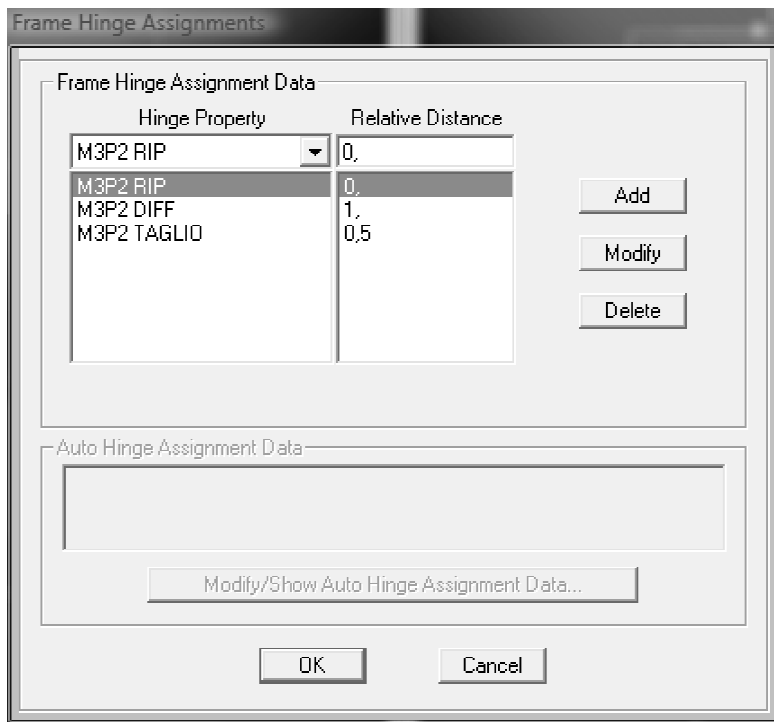 Frame Hinge Assignments
Frame Hinge Assignment Data
Hinge Property Relative Distance
M3P2 RIP 0,
M3P2 RIP 0,
M3P2 DIFF 1,
M3P2 TAGLIO 0,5
Add
Modify
Delete
Auto Hinge Assignment Data
Modify/Show Auto Hinge Assignment Data...
OK Cancel